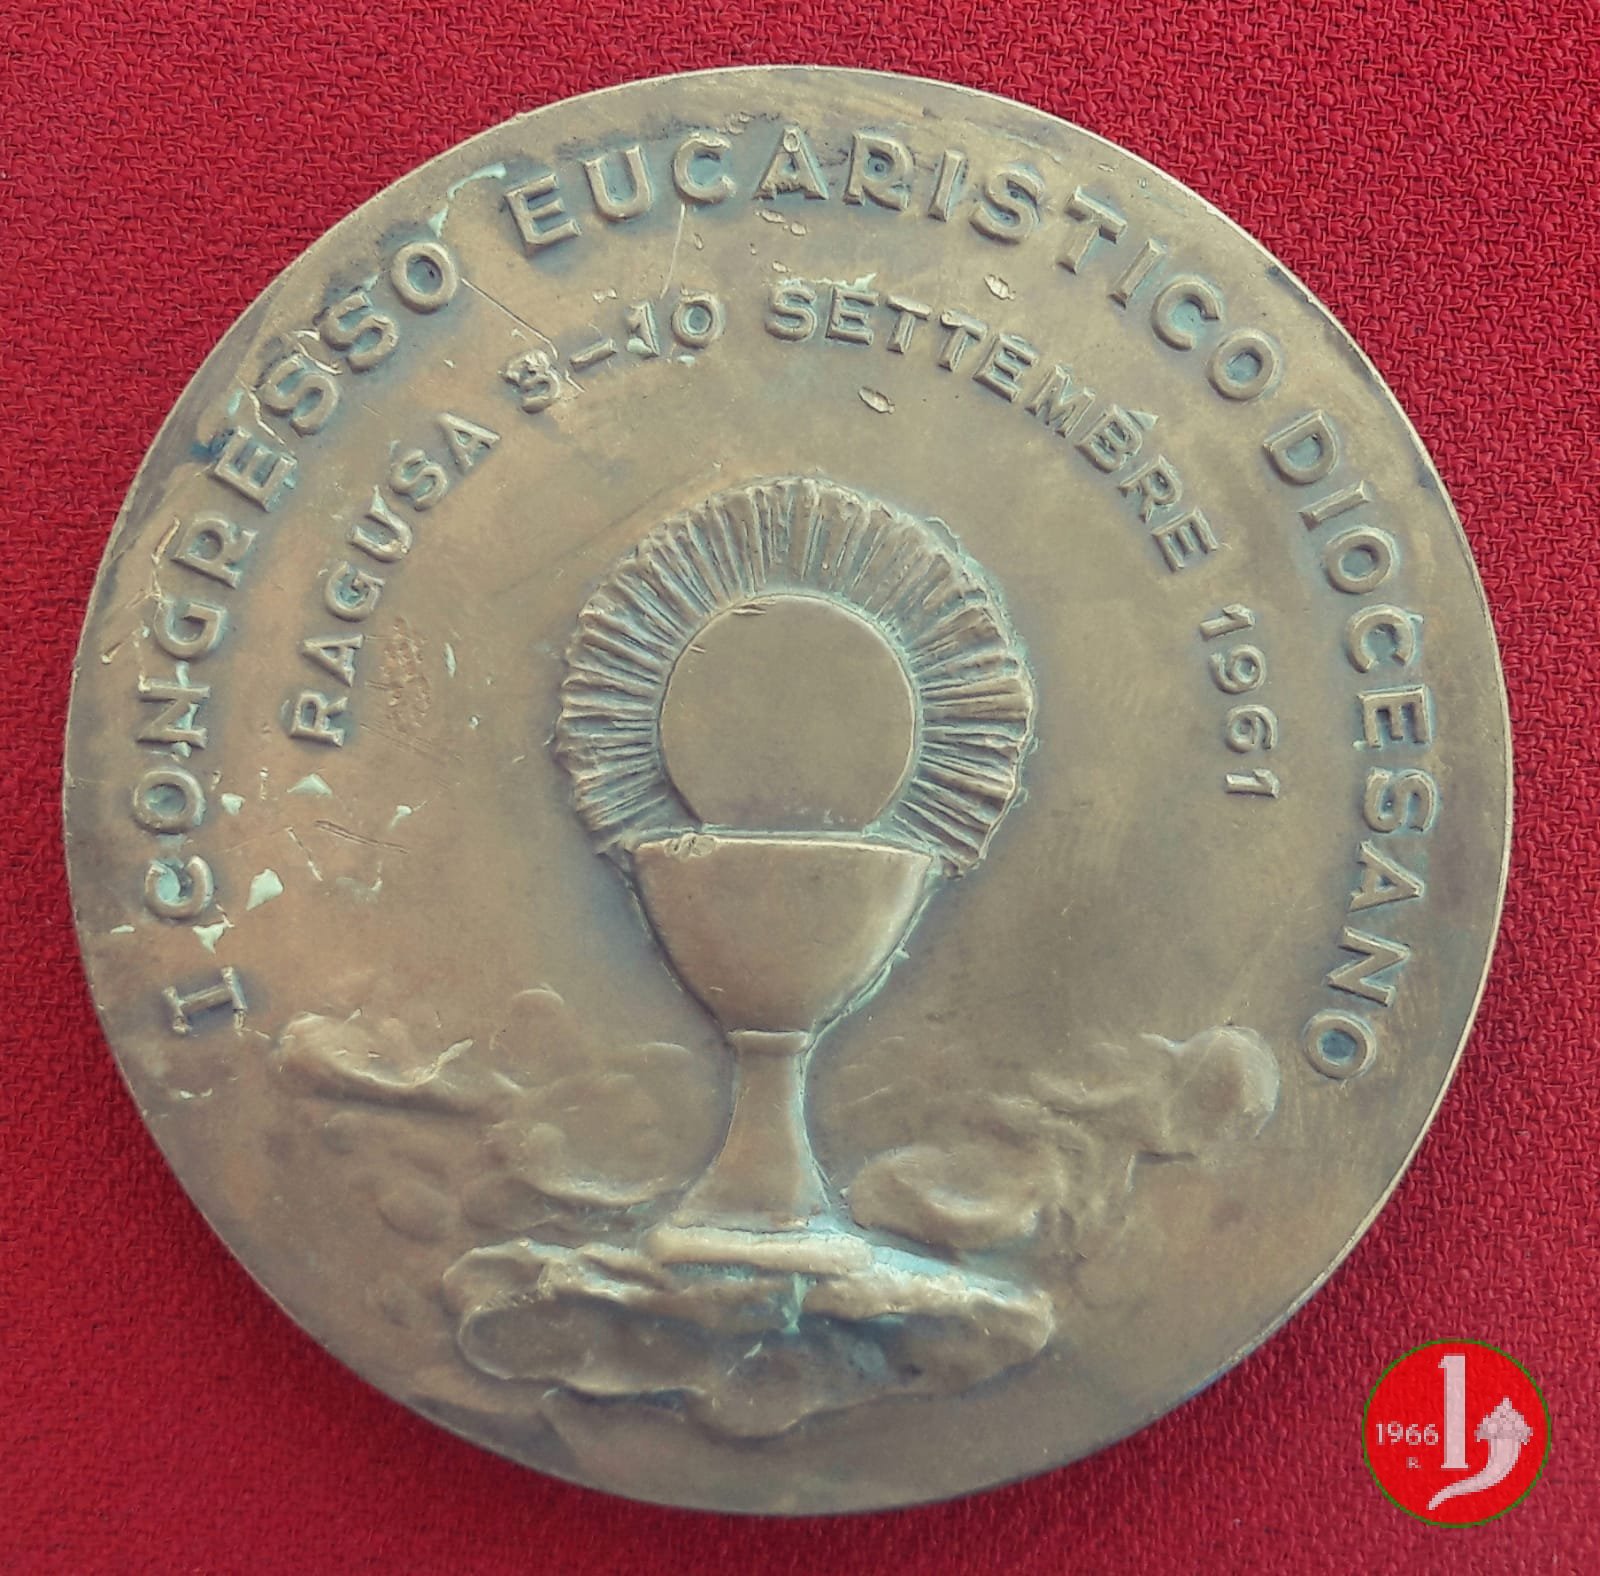 I CONGRESSO EUCARISTICO DIOCESANO
RAGUSA 3-10 SETTEMBRE 1961
1966
R.